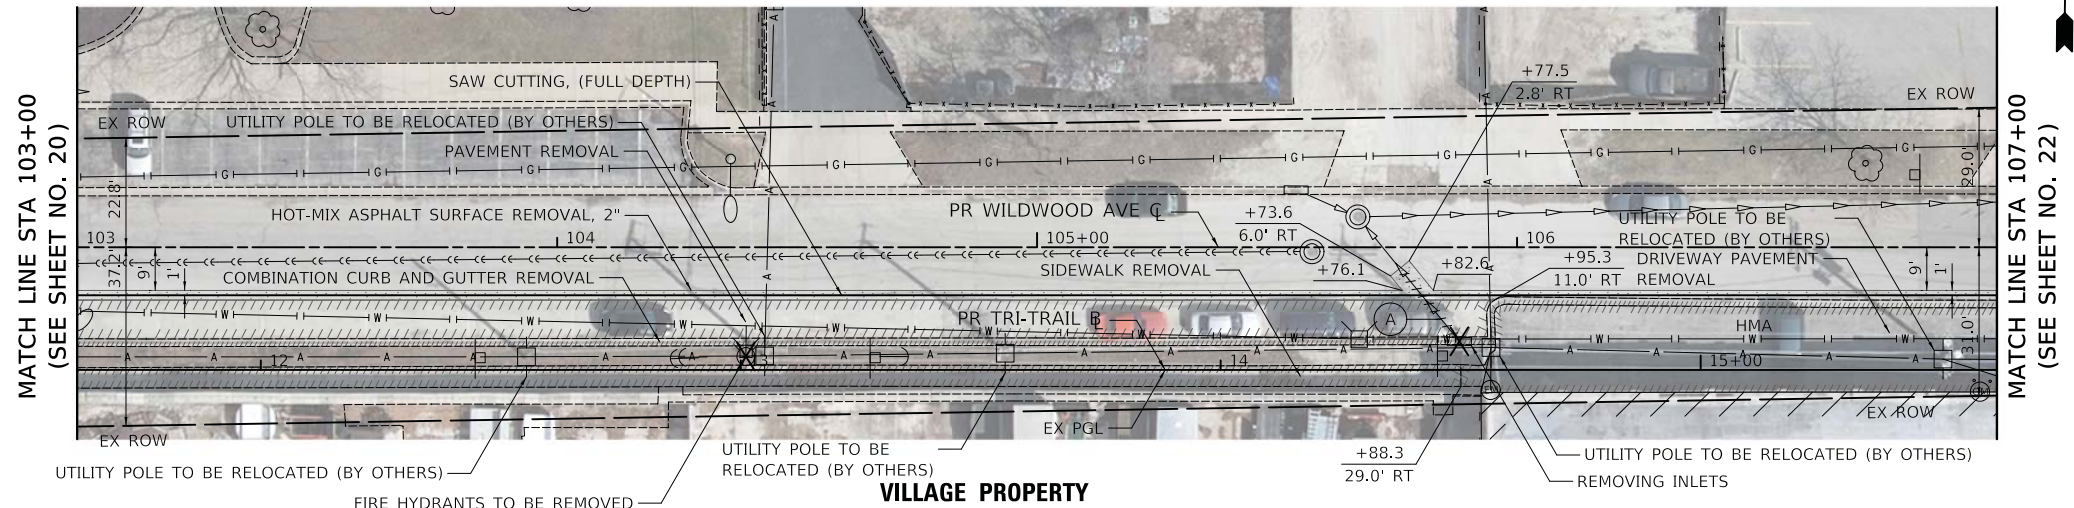 MATCH LINE STA 103+00
(SEE SHEET NO. 20)
SAW CUTTING, (FULL DEPTH)
+77.5
2.8' RT
EX ROW
EX ROW
UTILITY POLE TO BE RELOCATED (BY OTHERS)
PAVEMENT REMOVAL
G
G
G
G
G
G
G
G
G
G
22.8'
29.0'
HOT-MIX ASPHALT SURFACE REMOVAL, 2"
PR WILDWOOD AVE CL
+73.6
6.0' RT
UTILITY POLE TO BE
RELOCATED (BY OTHERS)
103
104
105+00
106
37.2'
9'
1'
COMBINATION CURB AND GUTTER REMOVAL
SIDEWALK REMOVAL
+76.1
+82.6
+95.3
11.0' RT
DRIVEWAY PAVEMENT
REMOVAL
9'
1'
PR TRI-TRAIL BL
A
HMA
31.0'
12
13
14
15+00
EX ROW
EX PGL
EX ROW
UTILITY POLE TO BE RELOCATED (BY OTHERS)
UTILITY POLE TO BE
RELOCATED (BY OTHERS)
+88.3
29.0' RT
UTILITY POLE TO BE RELOCATED (BY OTHERS)
REMOVING INLETS
FIRE HYDRANTS TO BE REMOVED
VILLAGE PROPERTY
MATCH LINE STA 107+00
(SEE SHEET NO. 22)